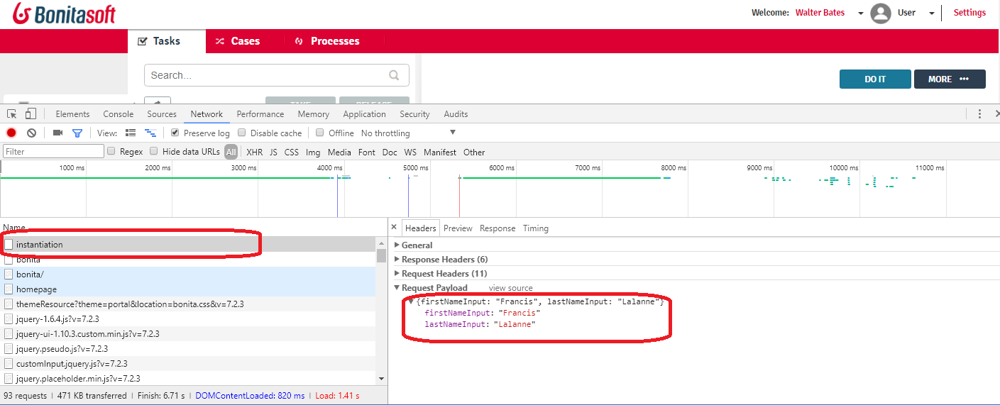 Bonitasoft
Welcome: Walter Bates User Settings
Tasks Cases Processes
Search...
DO IT MORE
Elements Console Sources Network Performance Memory Application Security Audits
View: Preserve log Disable cache Offline No throttling
Filter Regex Hide data URLs All XHR JS CSS Img Media Font Doc WS Manifest Other
1000 ms 2000 ms 3000 ms 4000 ms 5000 ms 6000 ms 7000 ms 8000 ms 9000 ms 10000 ms 11000 ms
Name
instantiation
bonita
bonita/
homepage
themeResource?theme=portal&location=bonita.css&v=7.2.3
jquery-1.6.4.js?v=7.2.3
jquery-ui-1.10.3.custom.min.js?v=7.2.3
jquery.pseudo.js?v=7.2.3
customInput.jquery.js?v=7.2.3
jquery.placeholder.min.js?v=7.2.3
93 requests | 471 KB transferred | Finish: 6.71 s | DOMContentLoaded: 820 ms | Load: 1.41 s
× Headers Preview Response Timing
General
Response Headers (6)
Request Headers (11)
Request Payload view source
{firstNameInput: "Francis", lastNameInput: "Lalanne"}
firstNameInput: "Francis"
lastNameInput: "Lalanne"